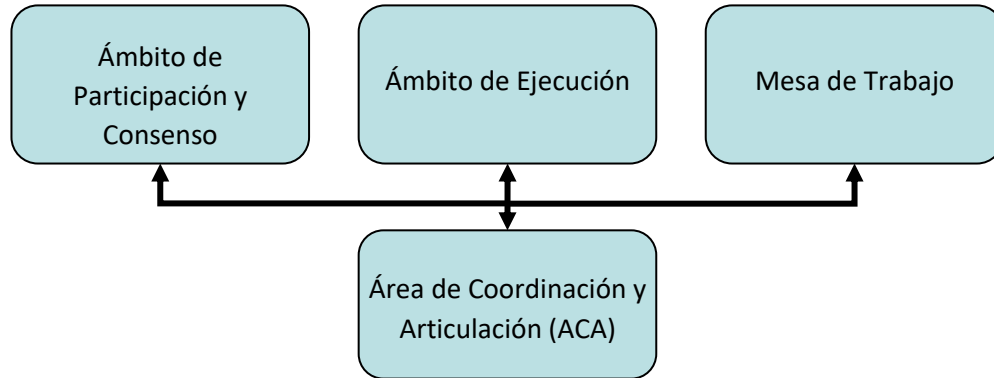 Ámbito de
Participación y
Consenso
Ámbito de Ejecución
Mesa de Trabajo
Área de Coordinación y
Articulación (ACA)